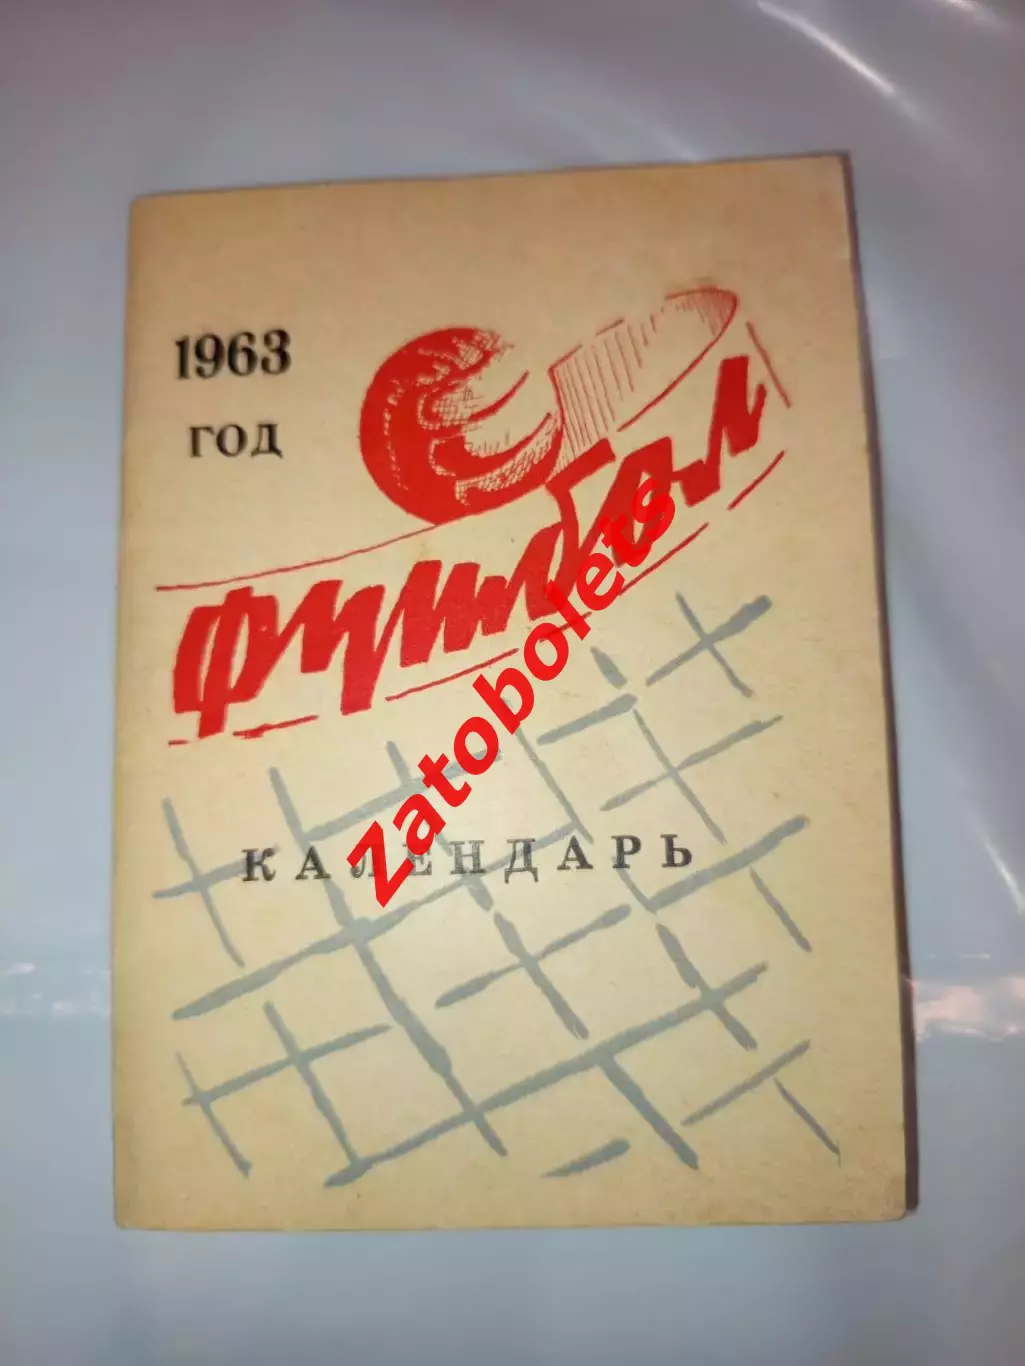 1963
ГОД
футбол
КАЛЕНДАРЬ
Zatobolets